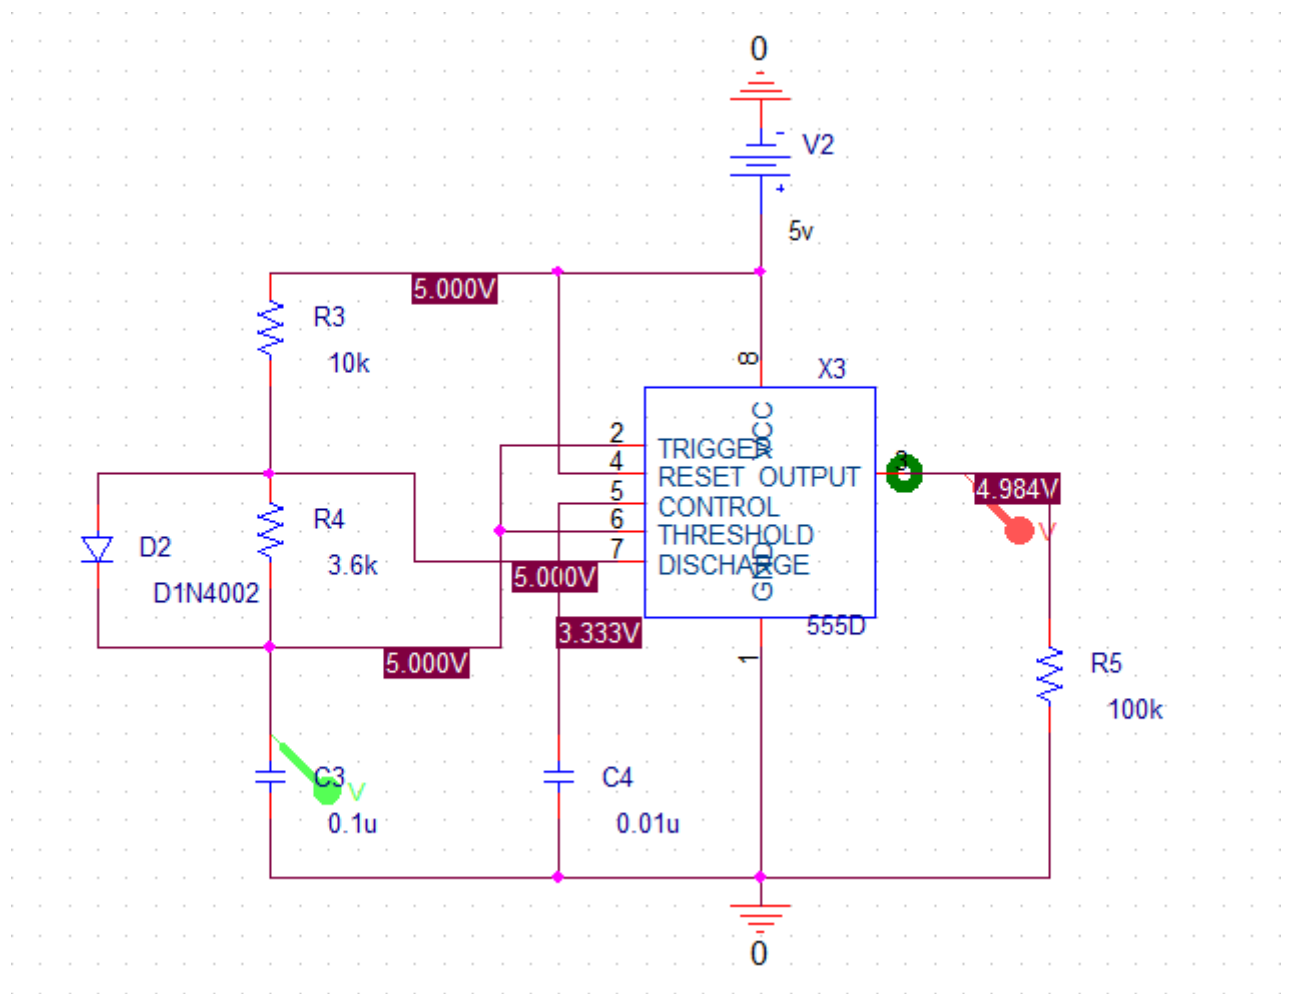 0
-
V2
+
5v
5.000V
R3
10k
8
X3
VCC
2
TRIGGER
4
RESET
OUTPUT
3
5
CONTROL
6
THRESHOLD
7
DISCHARGE
GND
4.984V
V
R4
3.6k
D2
D1N4002
5.000V
3.333V
555D
1
5.000V
R5
100k
C3
V
0.1u
C4
0.01u
0